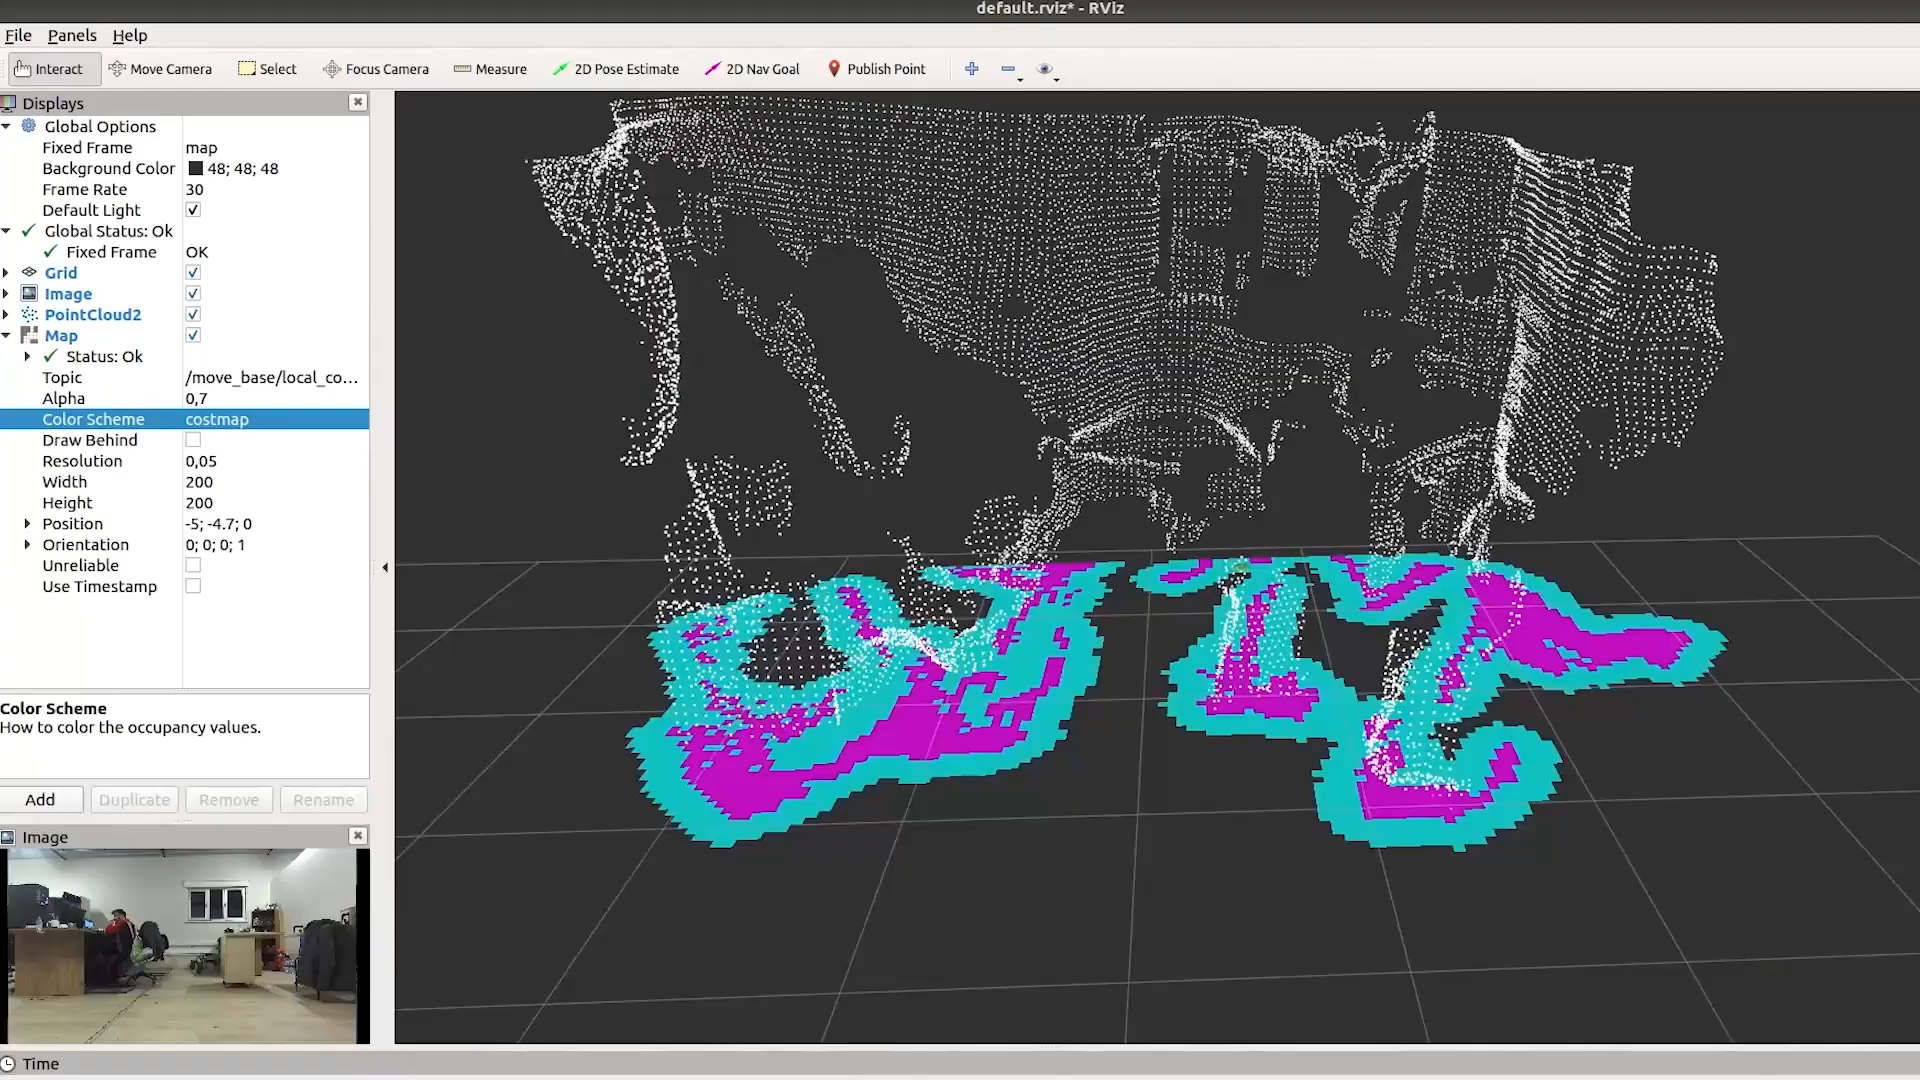 default.rviz* - RViz
File Panels Help
Interact Move Camera Select Focus Camera Measure 2D Pose Estimate 2D Nav Goal Publish Point
Displays
Global Options
Fixed Frame map
Background Color 48; 48; 48
Frame Rate 30
Default Light
Global Status: Ok
Fixed Frame OK
Grid
Image
PointCloud2
Map
Status: Ok
Topic /move_base/local_co...
Alpha 0,7
Color Scheme costmap
Draw Behind
Resolution 0,05
Width 200
Height 200
Position -5; -4.7; 0
Orientation 0; 0; 0; 1
Unreliable
Use Timestamp
Color Scheme
How to color the occupancy values.
Add Duplicate Remove Rename
Image
Time